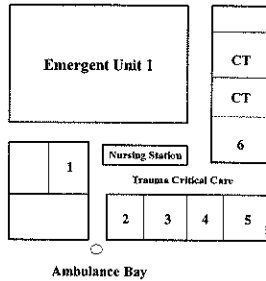 Emergent Unit 1
CT
CT
6
1
Nursing Station
Trauma Critical Care
2 3 4 5
Ambulance Bay